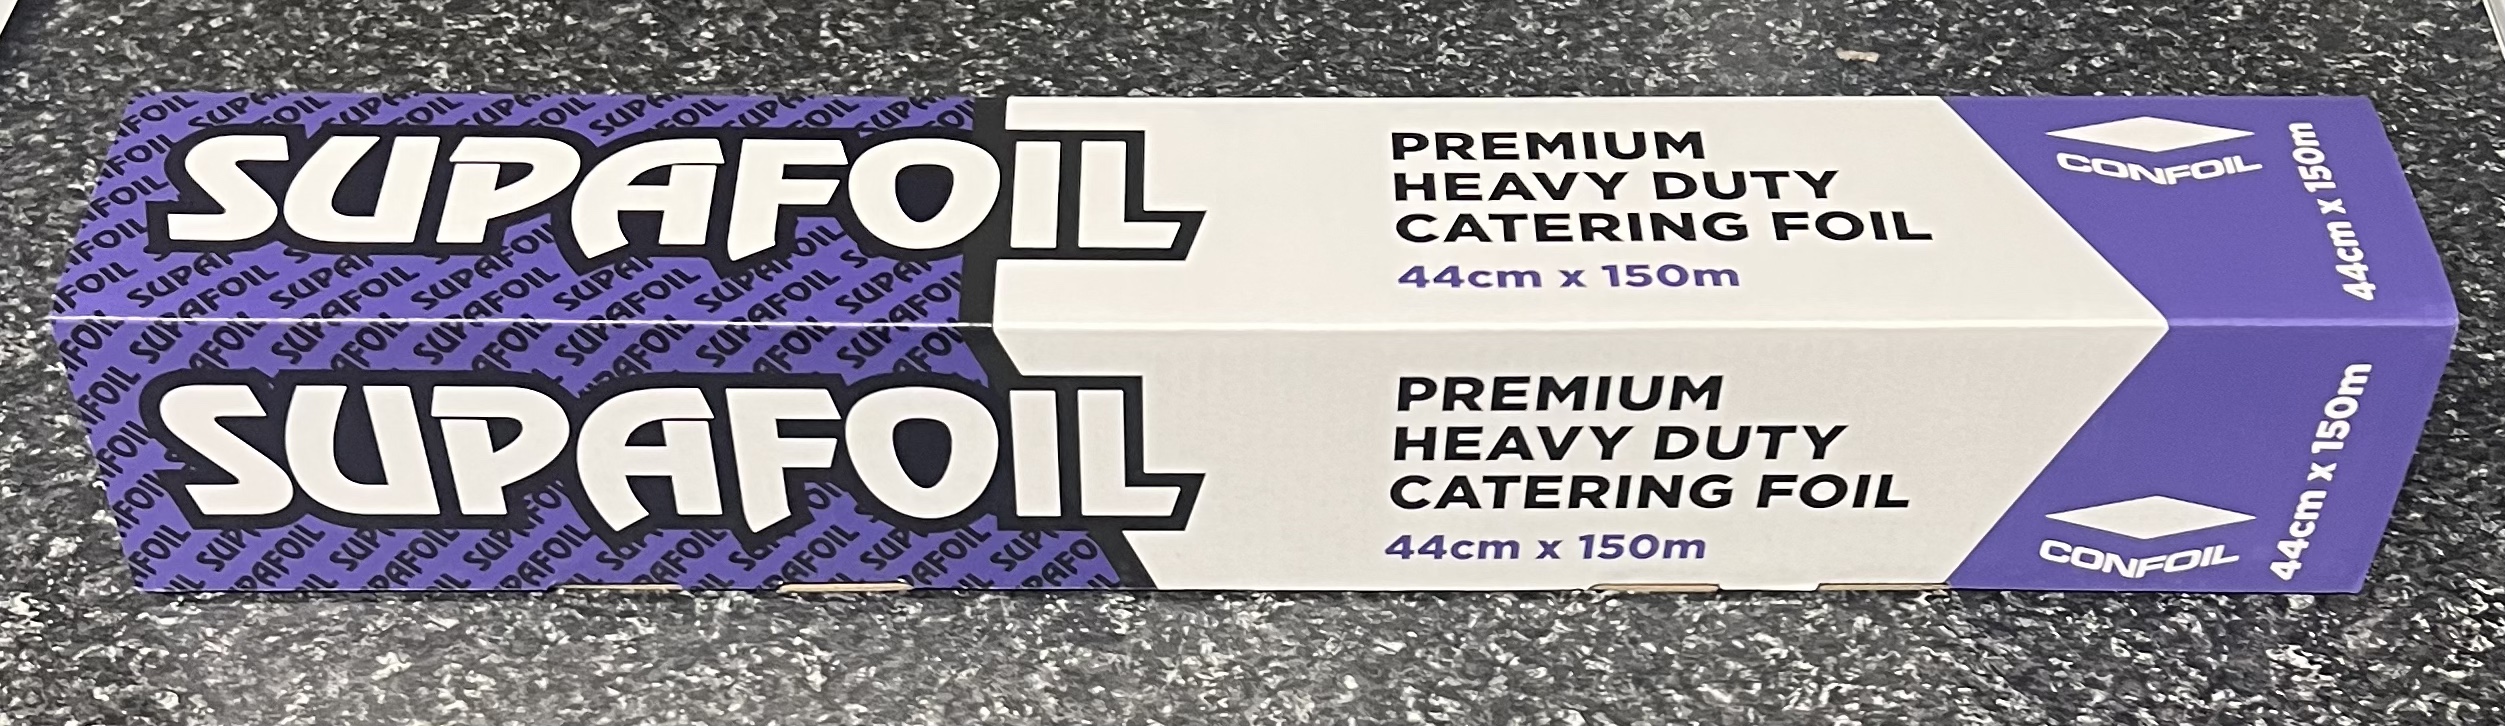 SUPAFOIL
PREMIUM
HEAVY DUTY
CATERING FOIL
44cm x 150m
CONFOIL
44cm x 150m
SUPAFOIL
PREMIUM
HEAVY DUTY
CATERING FOIL
44cm x 150m
CONFOIL
44cm x 150m